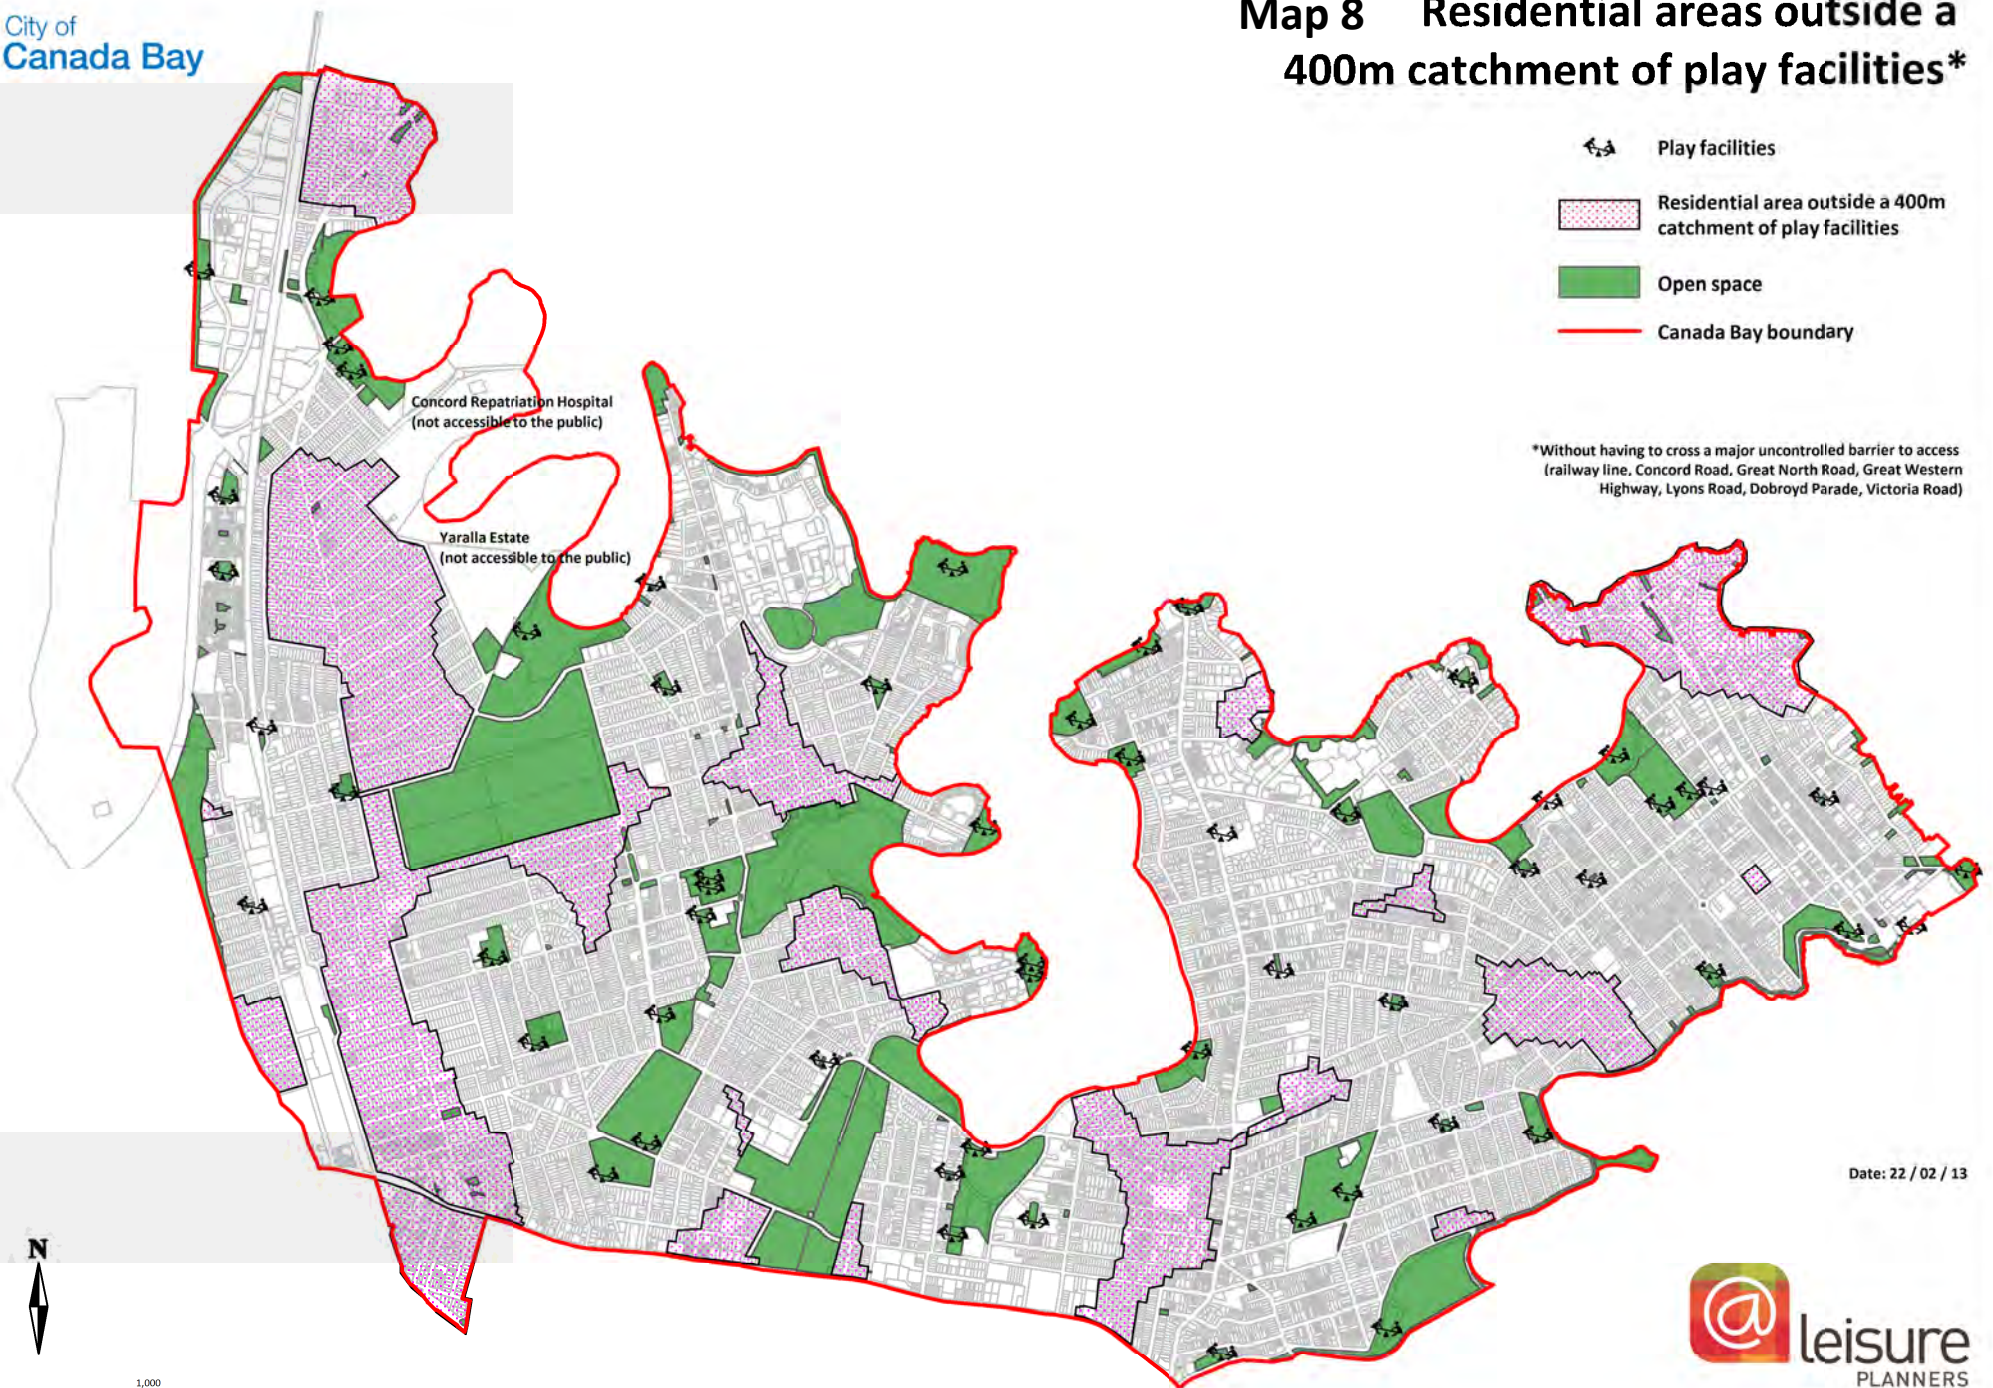 City of
Canada Bay
Map 8 Residential areas outside a
400m catchment of play facilities*
Play facilities
Residential area outside a 400m
catchment of play facilities
Open space
Canada Bay boundary
*Without having to cross a major uncontrolled barrier to access
(railway line. Concord Road. Great North Road, Great Western
Highway, Lyons Road, Dobroyd Parade, Victoria Road)
Concord Repatriation Hospital
(not accessible to the public)
Yaralla Estate
(not accessible to the public)
Date: 22 / 02 / 13
N
1,000
@ leisure
PLANNERS